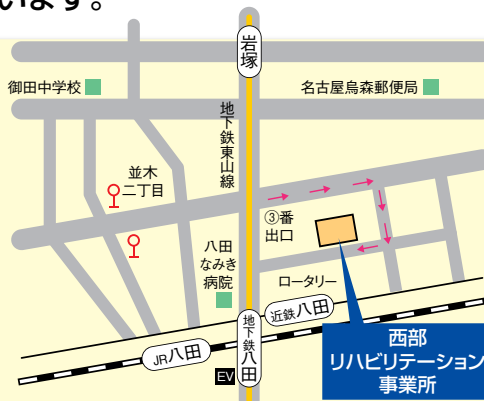 います。
岩塚
御田中学校
名古屋烏森郵便局
地下鉄東山線
並木
二丁目
③番
出口
八田
なみき
病院
ロータリー
近鉄八田
地下鉄八田
JR八田
EV
西部
リハビリテーション
事業所